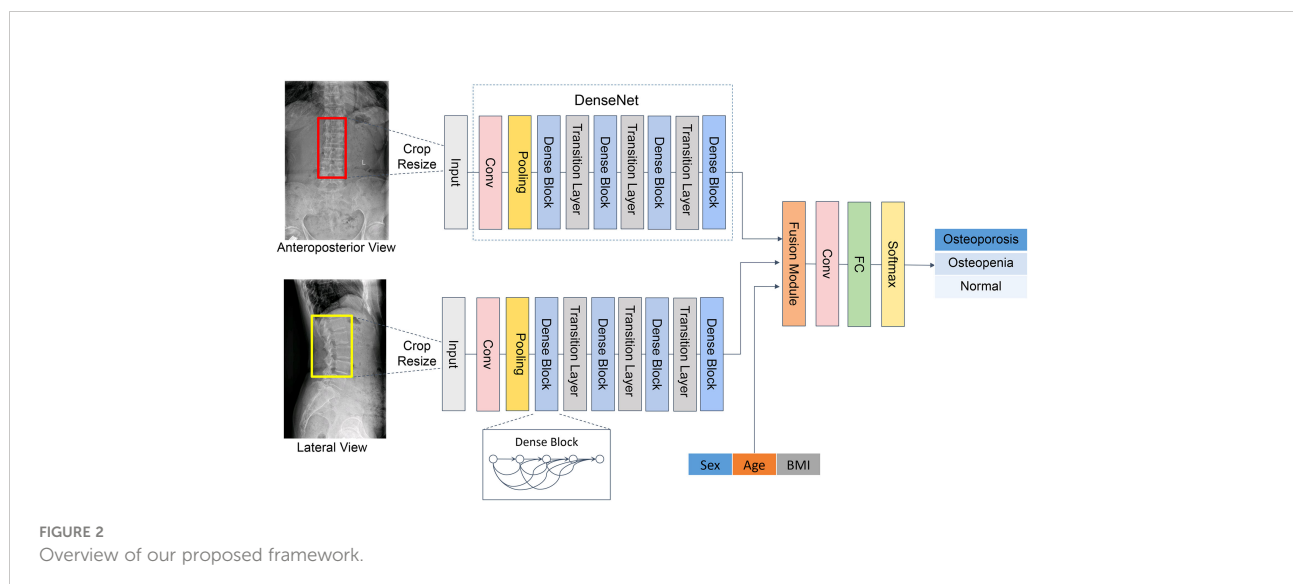 DenseNet
Crop
Resize
Input
Conv
Pooling
Dense Block
Transition Layer
Dense Block
Transition Layer
Dense Block
Transition Layer
Dense Block
L
Anteroposterior View
Fusion Module
Conv
FC
Softmax
Osteoporosis
Osteopenia
Normal
Crop
Resize
Input
Conv
Pooling
Dense Block
Transition Layer
Dense Block
Transition Layer
Dense Block
Transition Layer
Dense Block
Lateral View
Dense Block
Sex Age BMI
FIGURE 2
Overview of our proposed framework.